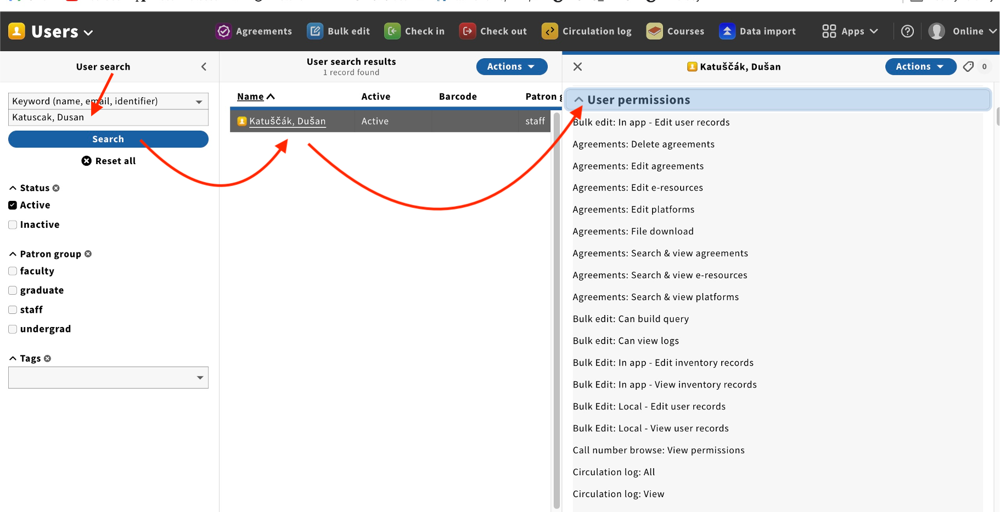 Users
Agreements
Bulk edit
Check in
Check out
Circulation log
Courses
Data import
Apps
Online
User search
Keyword (name, email, identifier)
Katuscak, Dusan
Search
Reset all
Status
Active
Inactive
Patron group
faculty
graduate
staff
undergrad
Tags
User search results
1 record found
Actions
Name Active Barcode Patron g
Katuščák, Dušan Active staff
Katuščák, Dušan
Actions
0
User permissions
Bulk edit: In app - Edit user records
Agreements: Delete agreements
Agreements: Edit agreements
Agreements: Edit e-resources
Agreements: Edit platforms
Agreements: File download
Agreements: Search & view agreements
Agreements: Search & view e-resources
Agreements: Search & view platforms
Bulk edit: Can build query
Bulk edit: Can view logs
Bulk Edit: In app - Edit inventory records
Bulk Edit: In app - View inventory records
Bulk Edit: Local - Edit user records
Bulk Edit: Local - View user records
Call number browse: View permissions
Circulation log: All
Circulation log: View